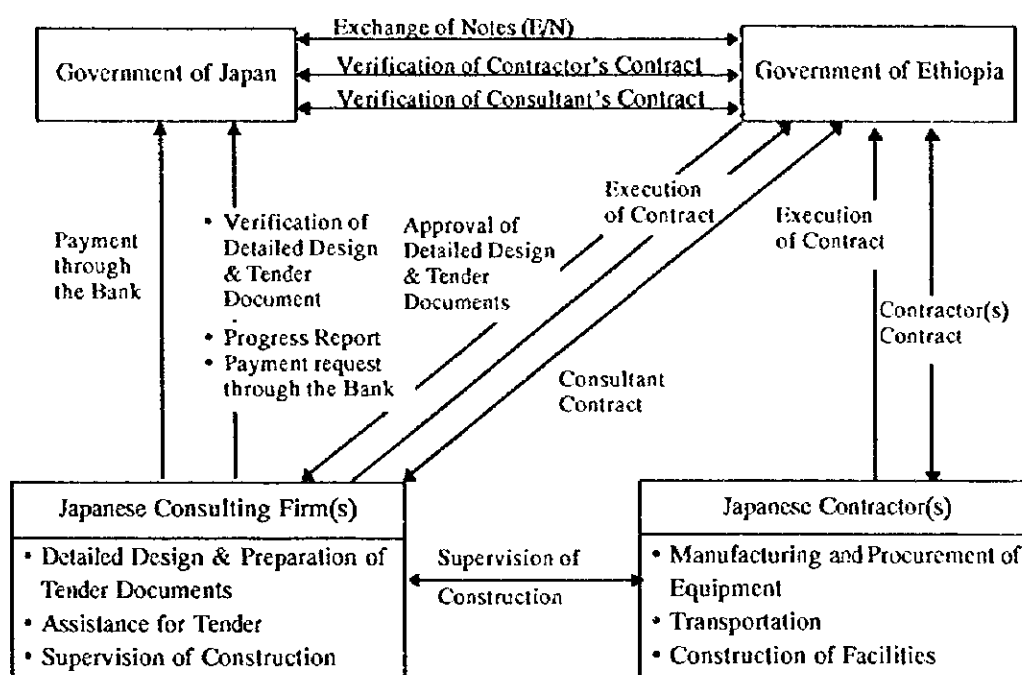 Exchange of Notes (E/N)
Government of Japan
Verification of Contractor's Contract
Government of Ethiopia
Verification of Consultant's Contract
Payment
through
the Bank
• Verification of
Detailed Design
& Tender
Document
• Progress Report
• Payment request
through the Bank
Approval of
Detailed Design
& Tender
Documents
Execution
of Contract
Consultant
Contract
Execution
of Contract
Contractor(s)
Contract
Japanese Consulting Firm(s)
• Detailed Design & Preparation of
Tender Documents
• Assistance for Tender
• Supervision of Construction
Supervision of
Construction
Japanese Contractor(s)
• Manufacturing and Procurement of
Equipment
• Transportation
• Construction of Facilities